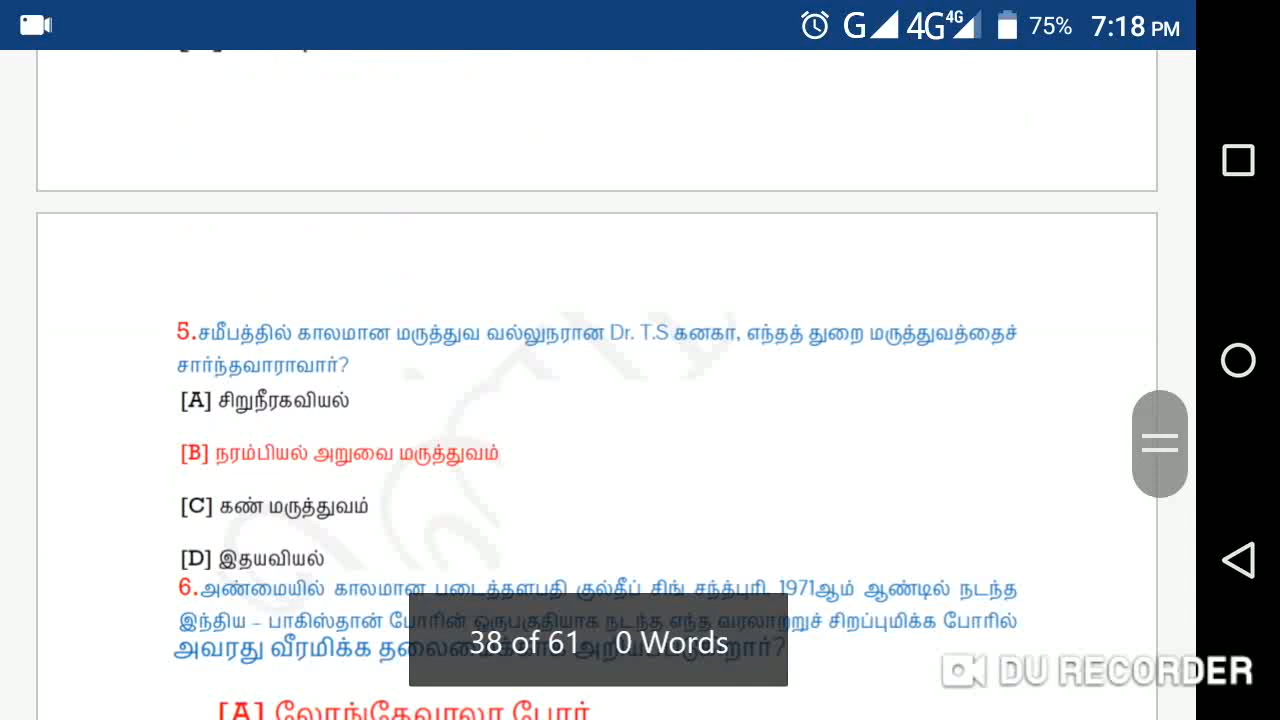 G 4G 4G 75% 7:18 PM
5.சமீபத்தில் காலமான மருத்துவ வல்லுநரான Dr. T.S கனகா, எந்தத் துறை மருத்துவத்தைச்
சார்ந்தவாராவார்?
[A] சிறுநீரகவியல்
[B] நரம்பியல் அறுவை மருத்துவம்
[C] கண் மருத்துவம்
[D] இதயவியல்
6.அண்மையில் காலமான படைத்தளபதி குல்தீப் சிங் சந்த்புரி, 1971ஆம் ஆண்டில் நடந்த
இந்திய – பாகிஸ்தான் போரின் ஒருபகுதியாக நடந்த எந்த வரலாற்றுச் சிறப்புமிக்க போரில்
அவரது வீரமிக்க
38 of 61 0 Words
DU RECORDER
[A] லோங்கேவாலா போர்